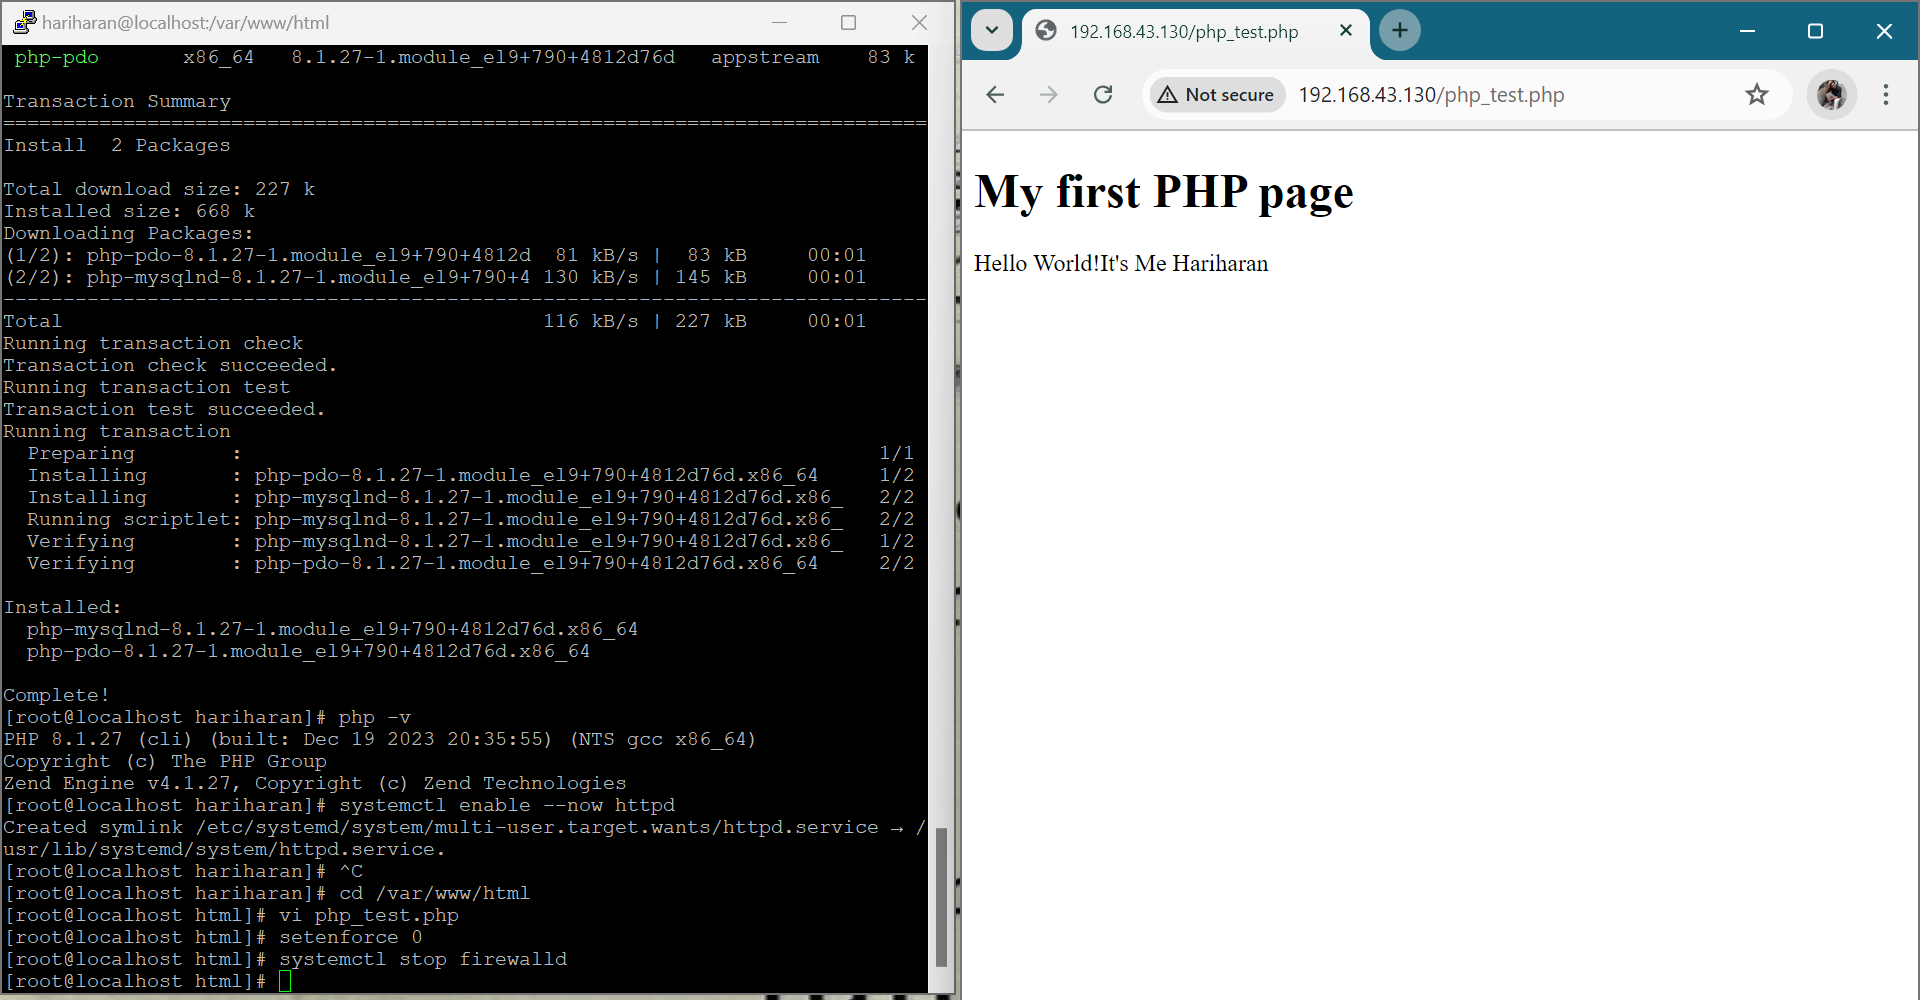 hariharan@localhost:/var/www/html
php-pdo x86_64 8.1.27-1.module_el9+790+4812d76d appstream 83 k
Transaction Summary
================================================================================
Install 2 Packages
Total download size: 227 k
Installed size: 668 k
Downloading Packages:
(1/2): php-pdo-8.1.27-1.module_el9+790+4812d 81 kB/s | 83 kB 00:01
(2/2): php-mysqlnd-8.1.27-1.module_el9+790+4 130 kB/s | 145 kB 00:01
--------------------------------------------------------------------------------
Total 116 kB/s | 227 kB 00:01
Running transaction check
Transaction check succeeded.
Running transaction test
Transaction test succeeded.
Running transaction
Preparing : 1/1
Installing : php-pdo-8.1.27-1.module_el9+790+4812d76d.x86_64 1/2
Installing : php-mysqlnd-8.1.27-1.module_el9+790+4812d76d.x86_ 2/2
Running scriptlet: php-mysqlnd-8.1.27-1.module_el9+790+4812d76d.x86_ 2/2
Verifying : php-mysqlnd-8.1.27-1.module_el9+790+4812d76d.x86_ 1/2
Verifying : php-pdo-8.1.27-1.module_el9+790+4812d76d.x86_64 2/2
Installed:
php-mysqlnd-8.1.27-1.module_el9+790+4812d76d.x86_64
php-pdo-8.1.27-1.module_el9+790+4812d76d.x86_64
Complete!
[root@localhost hariharan]# php -v
PHP 8.1.27 (cli) (built: Dec 19 2023 20:35:55) (NTS gcc x86_64)
Copyright (c) The PHP Group
Zend Engine v4.1.27, Copyright (c) Zend Technologies
[root@localhost hariharan]# systemctl enable --now httpd
Created symlink /etc/systemd/system/multi-user.target.wants/httpd.service → /
usr/lib/systemd/system/httpd.service.
[root@localhost hariharan]# ^C
[root@localhost hariharan]# cd /var/www/html
[root@localhost html]# vi php_test.php
[root@localhost html]# setenforce 0
[root@localhost html]# systemctl stop firewalld
[root@localhost html]#
192.168.43.130/php_test.php
Not secure 192.168.43.130/php_test.php
My first PHP page
Hello World!It's Me Hariharan